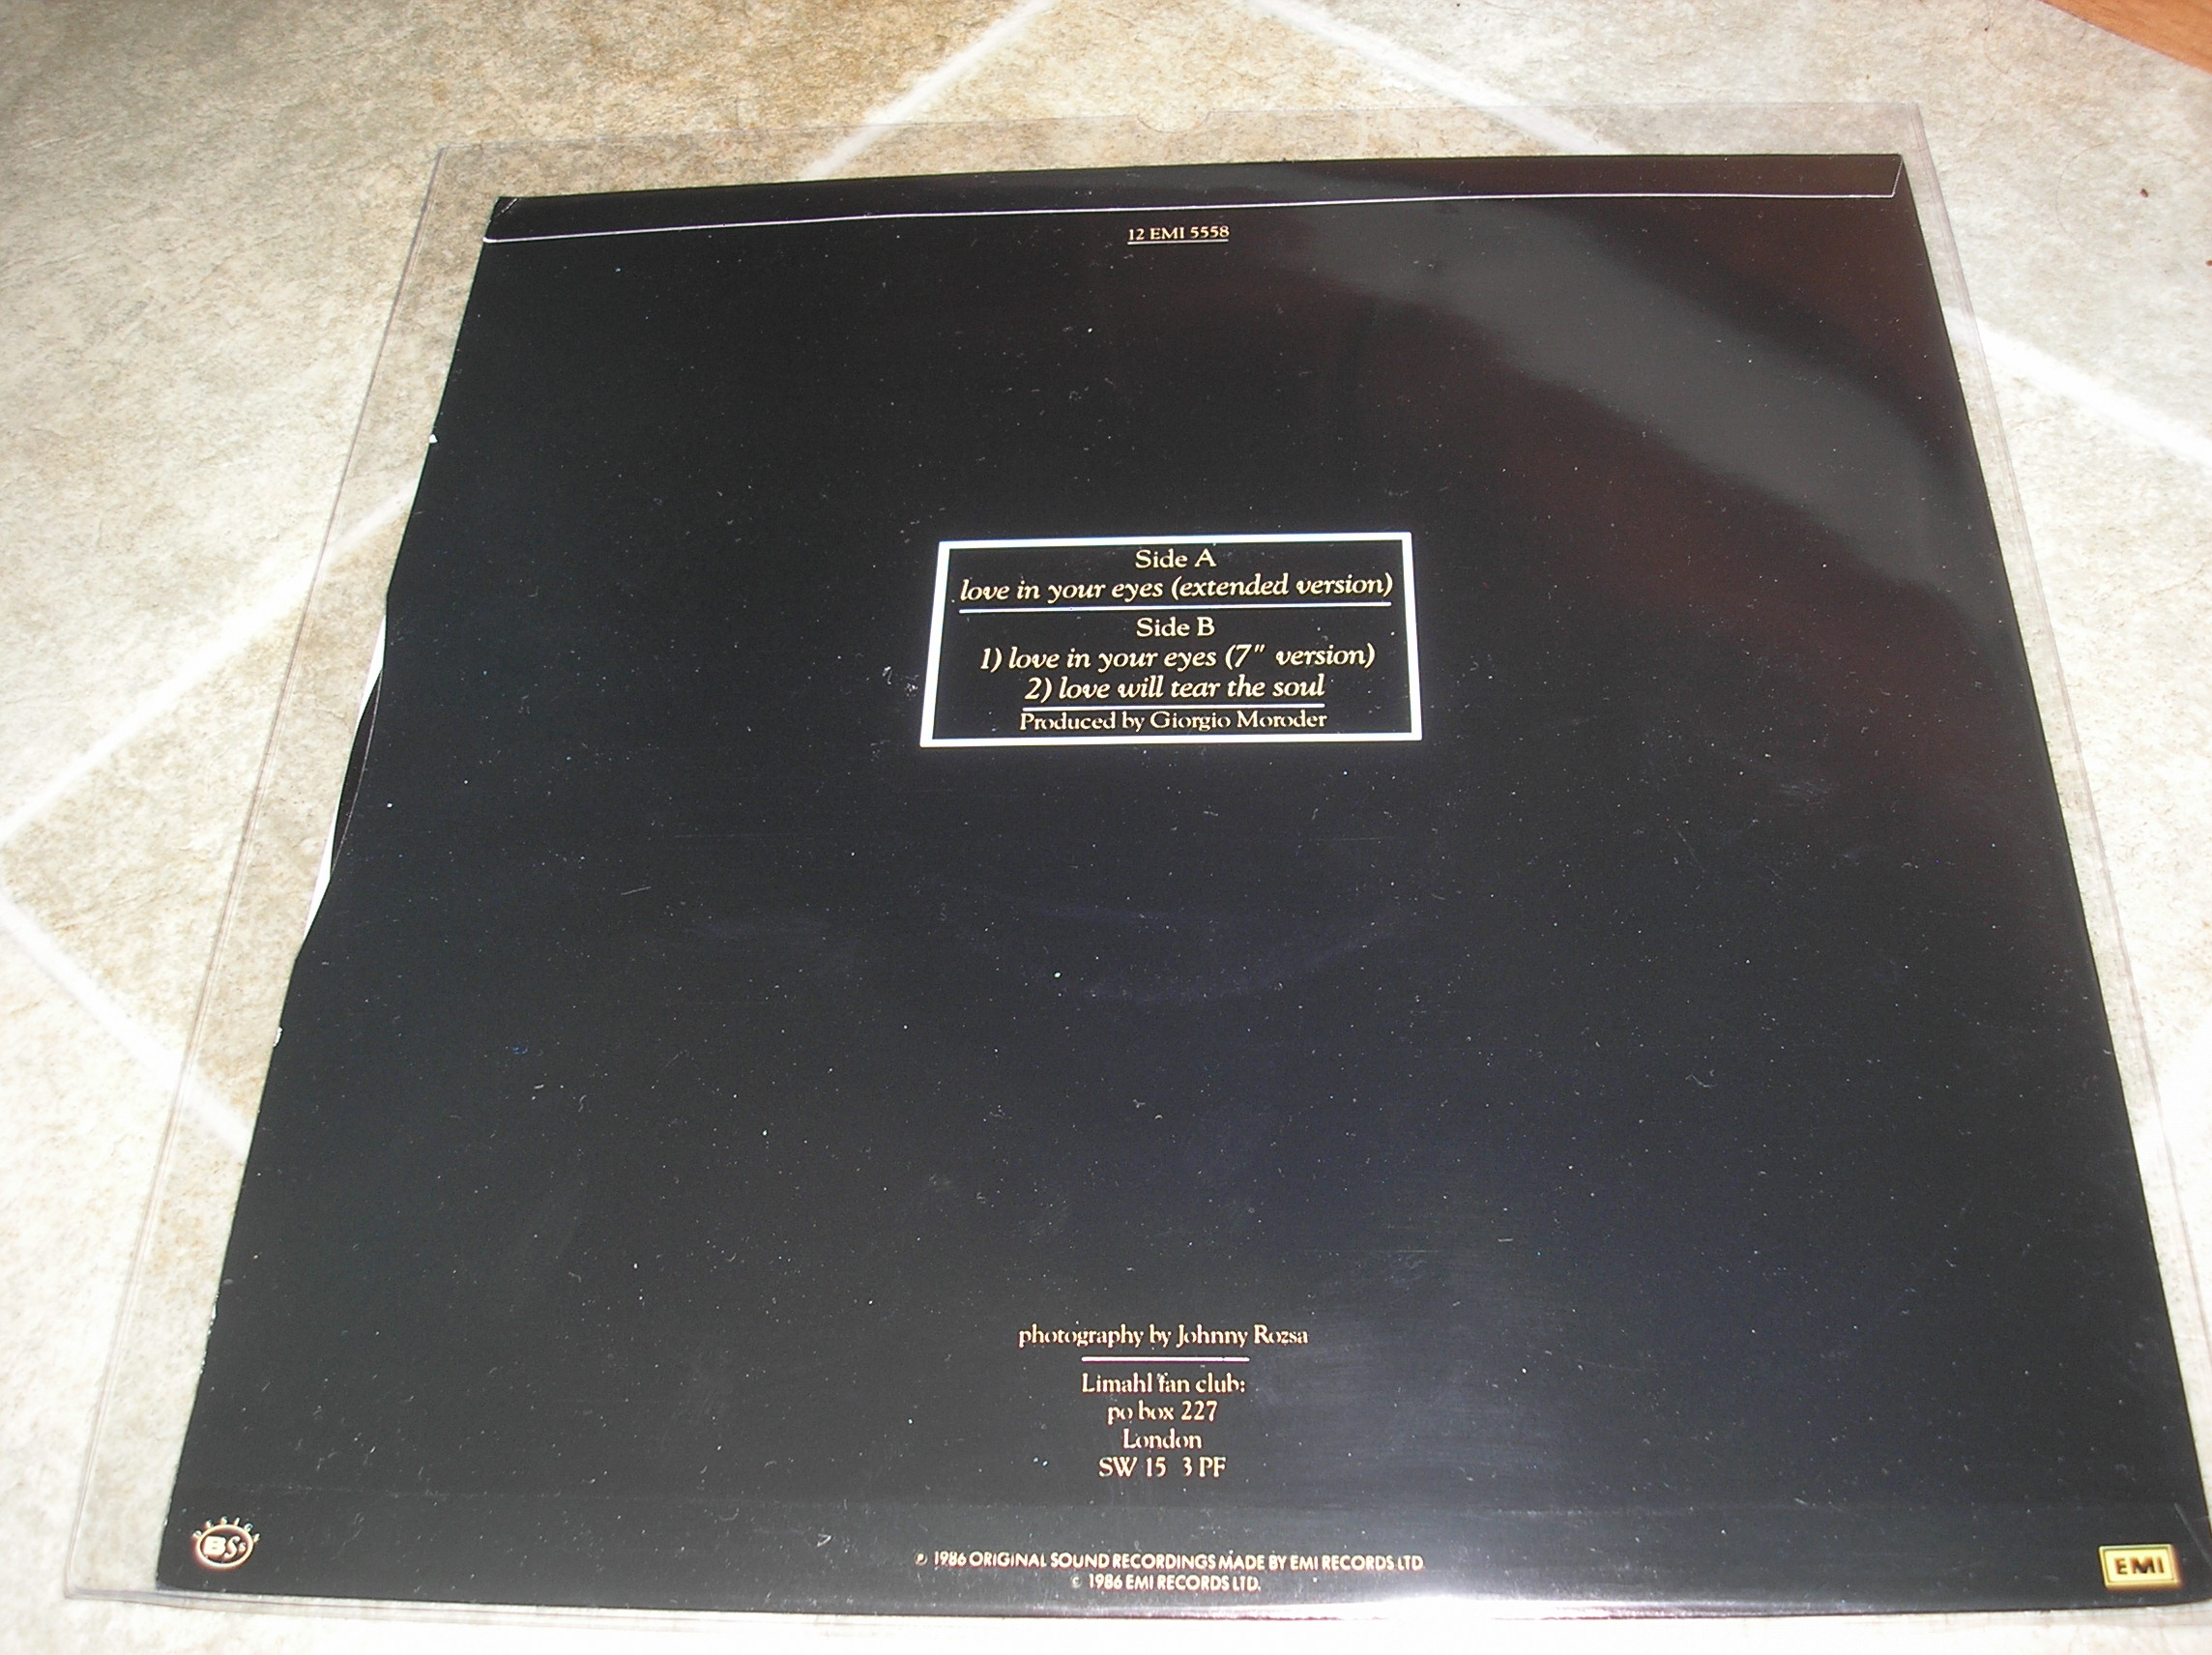 12 EMI 5558
Side A
love in your eyes (extended version)
Side B
1) love in your eyes (7" version)
2) love will tear the soul
Produced by Giorgio Moroder
photography by Johnny Rozsa
Limahl fan club:
po box 227
London
SW 15 3 PF
DESIGN
BSs
℗ 1986 ORIGINAL SOUND RECORDINGS MADE BY EMI RECORDS LTD
© 1986 EMI RECORDS LTD.
EMI